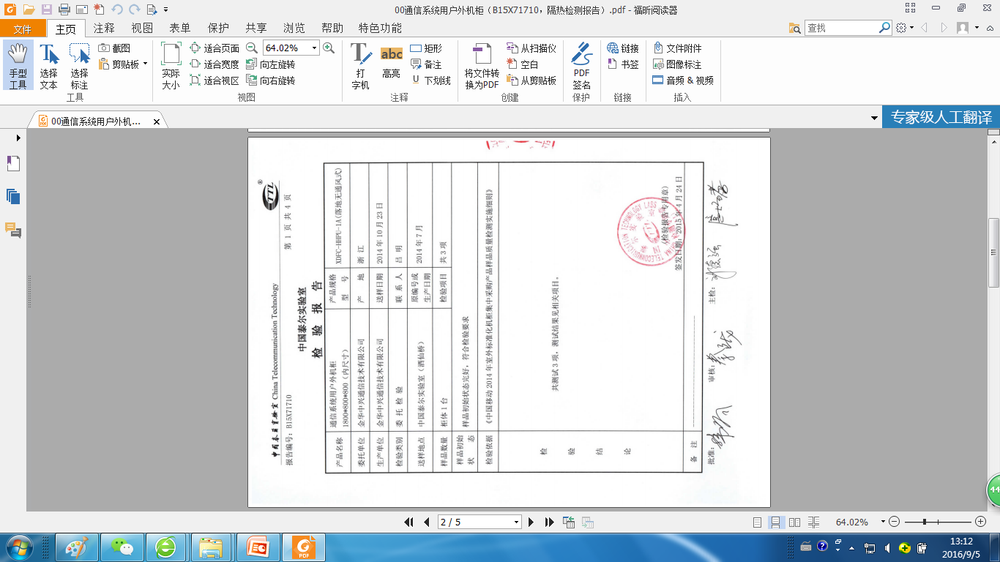 00通信系统用户外机柜（B15X71710，隔热检测报告）.pdf - 福昕阅读器
文件 主页 注释 视图 表单 保护 共享 浏览 帮助 特色功能 查找
手型工具
选择文本
选择标注
截图
剪贴板
工具
实际大小
适合页面
适合宽度
适合视区
64.02%
向左旋转
向右旋转
视图
打字机
高亮
矩形
备注
下划线
注释
将文件转换为PDF
从扫描仪
空白
从剪贴板
创建
PDF签名
保护
链接
书签
链接
文件附件
图像标注
音频 & 视频
插入
00通信系统用户外机...
专家级人工翻译
中国泰尔实验室 China Telecommunication Technology
TTL ®
报告编号：B15X71710 第 1 页 共 4 页
中国泰尔实验室
检 验 报 告
产品名称 通信系统用户外机柜 1800*800*800（内尺寸） 产品规格型号 XDFC-HHPU-1A(落地无通风式)
委托单位 金华中兴通信技术有限公司 产 地 浙 江
生产单位 金华中兴通信技术有限公司 送样日期 2014 年 10 月 23 日
检验类别 委 托 检 验 联 系 人 吕 明
送样地点 中国泰尔实验室（酒仙桥） 原编号或生产日期 2014 年 7 月
样品数量 柜体 1 台 检验项目 共 3 项
样品初始状 态 样品初始状态完好，符合检验要求
检验依据 《中国移动 2014 年室外标准化机柜集中采购产品样品质量检测实施细则》
检 验 结 论
共测试 3 项，测试结果见相关项目。
(检验报告专用章)
签发日期：2015 年 4 月 24 日
备 注
批准： 审核： 主检：
2 / 5
64.02%
44
PDF
13:12
2016/9/5